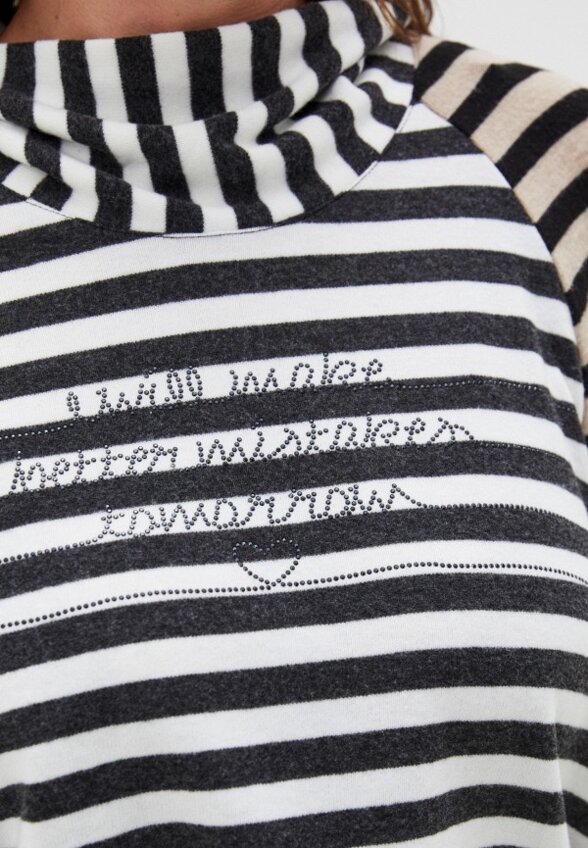 I will make
better mistakes
tomorrow